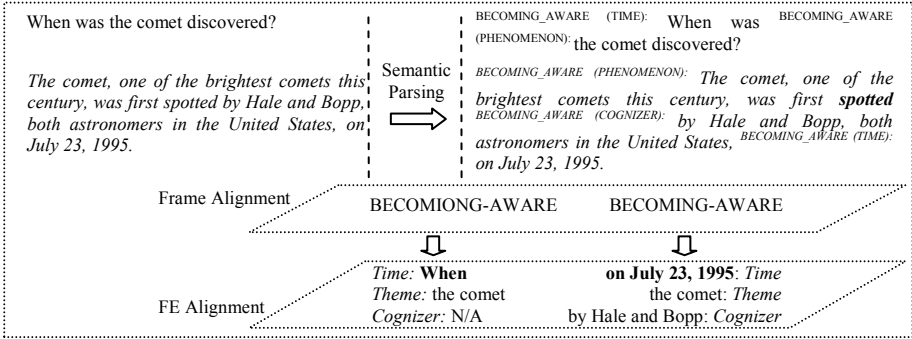 When was the comet discovered?
The comet, one of the brightest comets this
century, was first spotted by Hale and Bopp,
both astronomers in the United States, on
July 23, 1995.
Semantic
Parsing
BECOMING_AWARE (TIME): When was BECOMING_AWARE
(PHENOMENON): the comet discovered?
BECOMING_AWARE (PHENOMENON): The comet, one of the
brightest comets this century, was first spotted
BECOMING_AWARE (COGNIZER): by Hale and Bopp, both
astronomers in the United States, BECOMING_AWARE (TIME):
on July 23, 1995.
Frame Alignment
BECOMIONG-AWARE BECOMING-AWARE
FE Alignment
Time: When
Theme: the comet
Cognizer: N/A
on July 23, 1995: Time
the comet: Theme
by Hale and Bopp: Cognizer